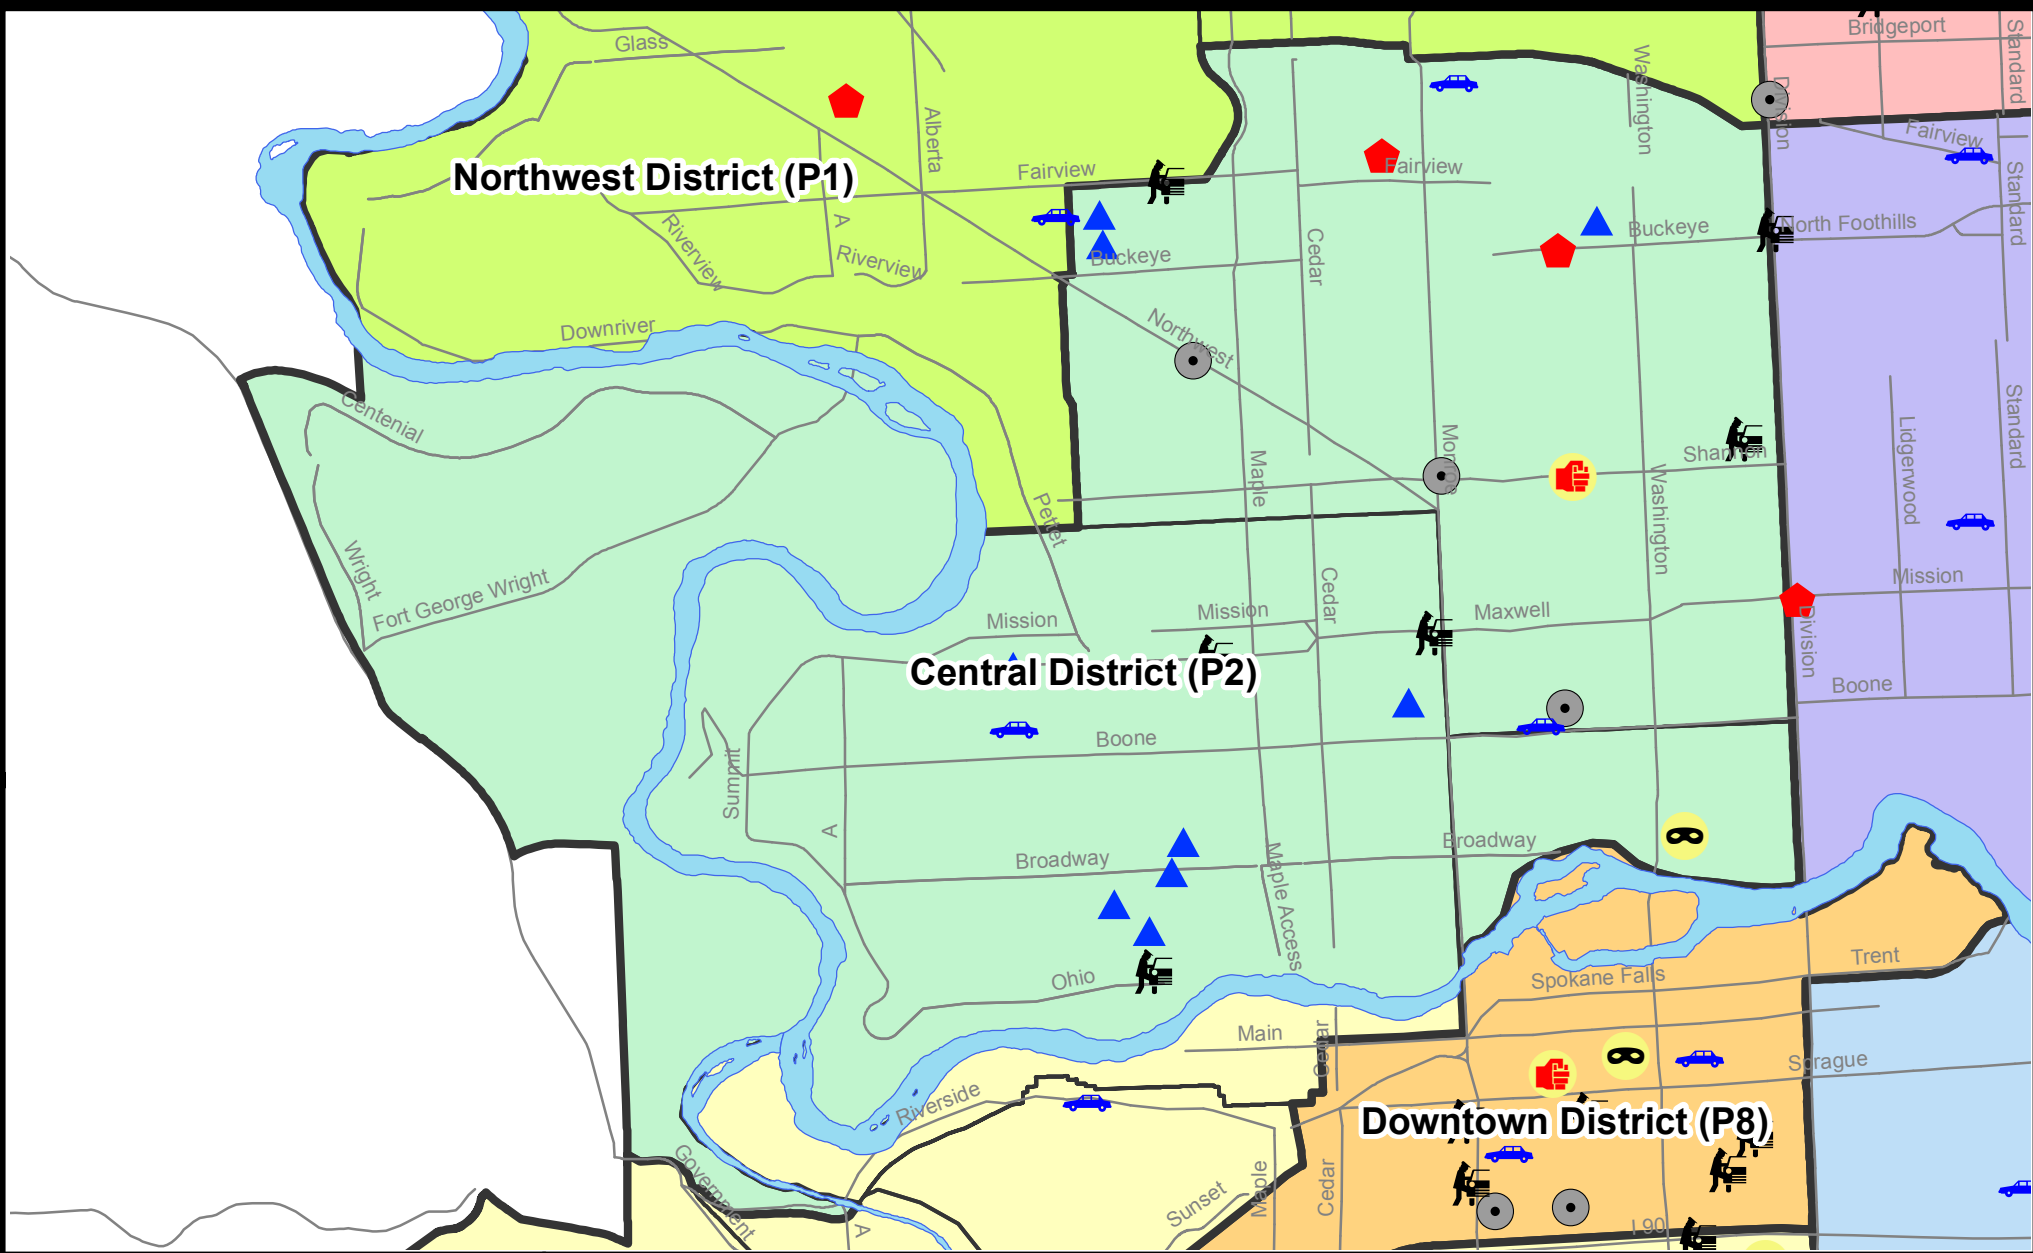 Bridgeport
Standard
Glass
Washington
Division
Alberta
Fairview
Northwest District (P1)
Fairview
Fairview
Standard
A
Riverview
Riverview
Cedar
Buckeye
Buckeye
North Foothills
Downriver
Northwest
Centenial
Monroe
Maple
Shannon
Washington
Lidgerwood
Standard
Pettet
Wright
Fort George Wright
Mission
Mission
Cedar
Maxwell
Mission
Division
Central District (P2)
Boone
Boone
Summit
A
Broadway
Broadway
Maple Access
Ohio
Spokane Falls
Trent
Main
Cedar
Sprague
Riverside
Downtown District (P8)
Government
A
Sunset
Maple
Cedar
I 90